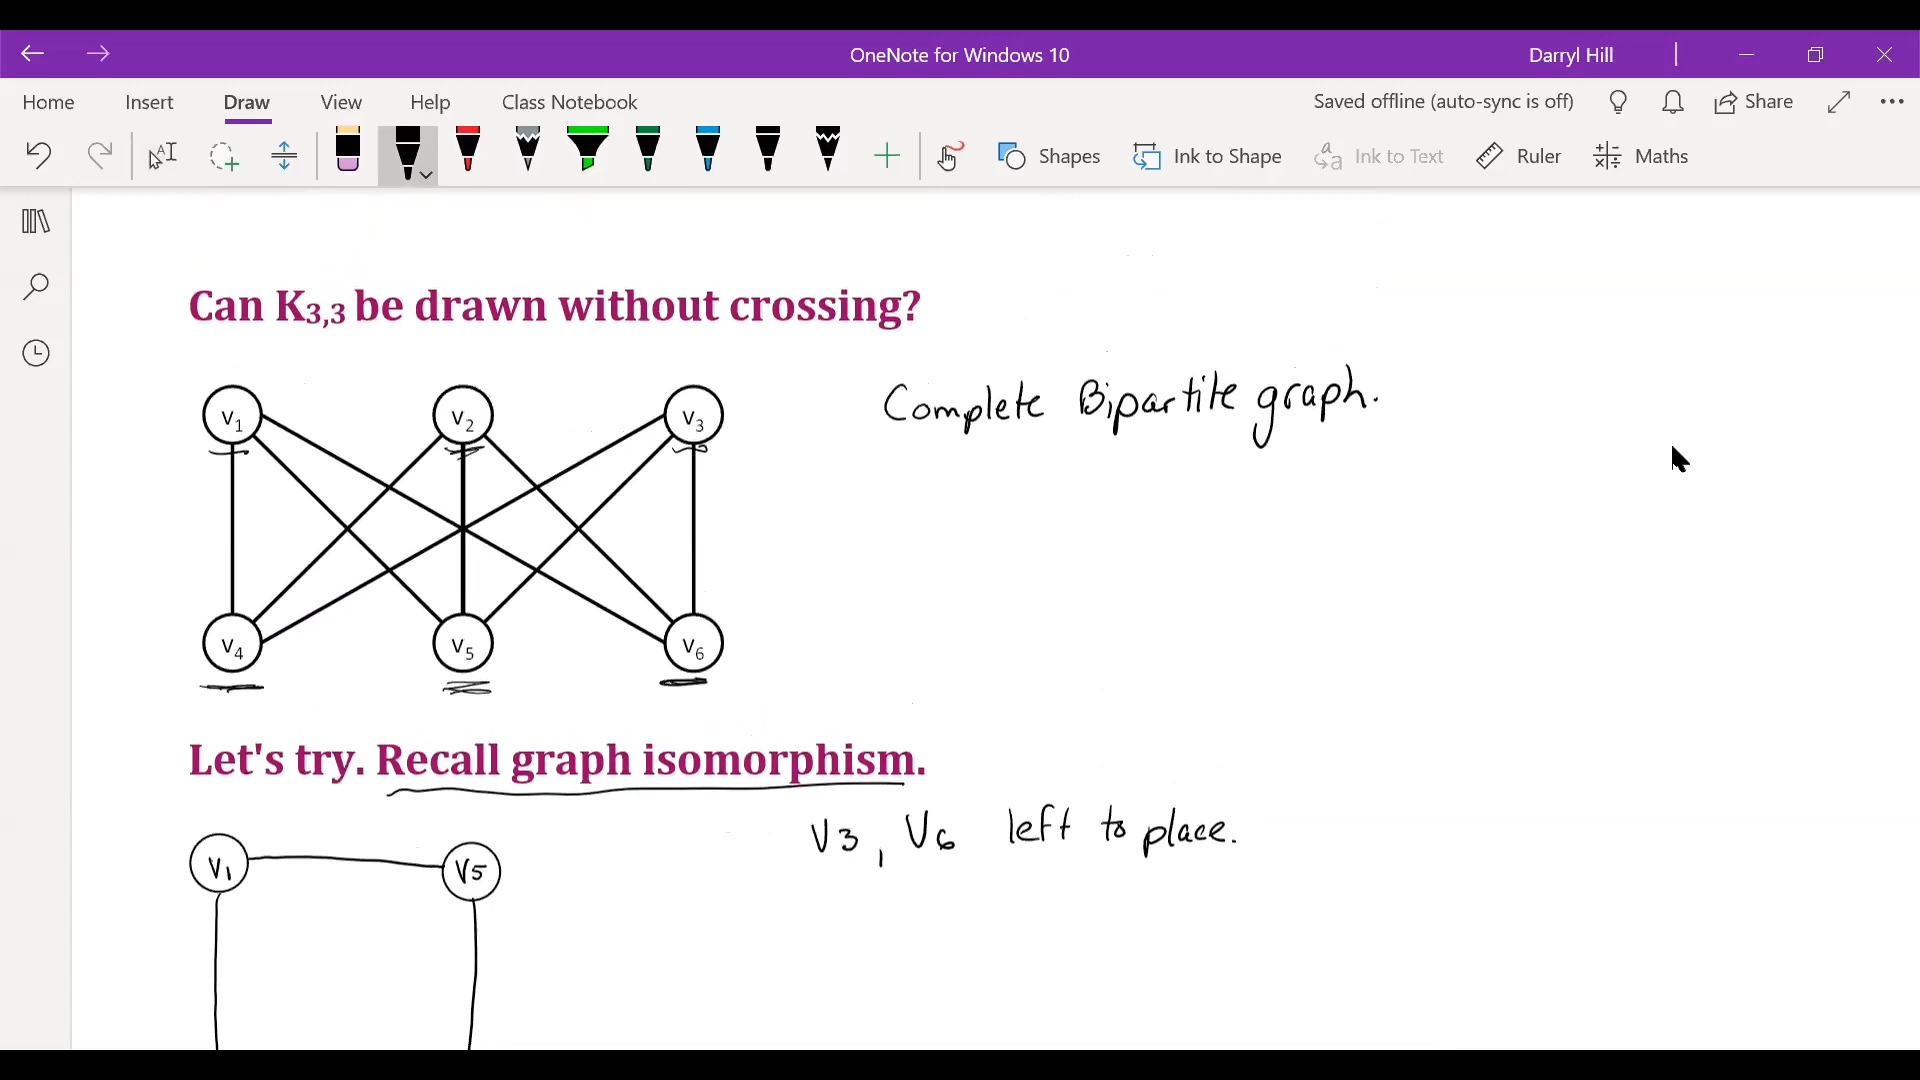 OneNote for Windows 10
Darryl Hill
Home Insert Draw View Help Class Notebook
Saved offline (auto-sync is off) Share
Shapes Ink to Shape Ink to Text Ruler Maths
Can K3,3 be drawn without crossing?
Complete Bipartite graph.
v1 v2 v3
v4 v5 v6
Let's try. Recall graph isomorphism.
V3, V6 left to place.
V1 V5